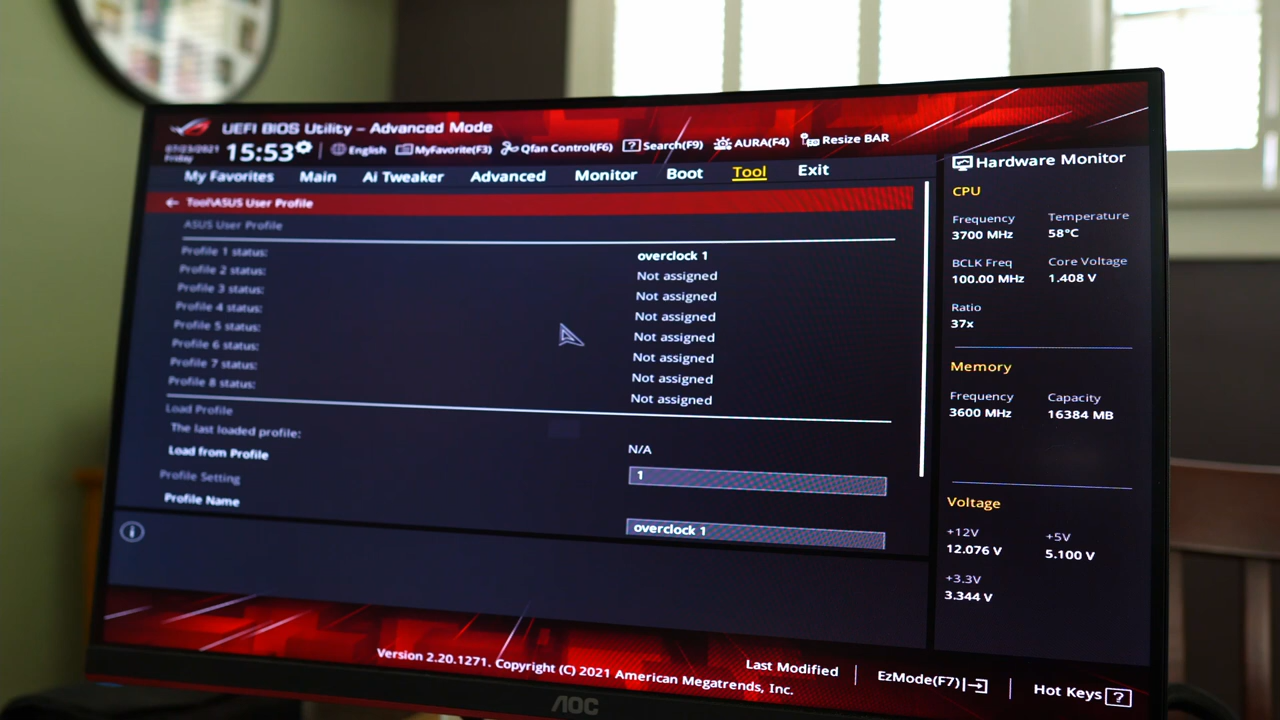 UEFI BIOS Utility – Advanced Mode
07/23/2021
Friday
15:53
English
MyFavorite(F3)
Qfan Control(F6)
Search(F9)
AURA(F4)
Resize BAR
My Favorites
Main
Ai Tweaker
Advanced
Monitor
Boot
Tool
Exit
Hardware Monitor
← Tool\ASUS User Profile
ASUS User Profile
Profile 1 status: overclock 1
Profile 2 status: Not assigned
Profile 3 status: Not assigned
Profile 4 status: Not assigned
Profile 5 status: Not assigned
Profile 6 status: Not assigned
Profile 7 status: Not assigned
Profile 8 status: Not assigned
Load Profile
The last loaded profile: N/A
Load from Profile 1
Profile Setting
Profile Name overclock 1
CPU
Frequency Temperature
3700 MHz 58°C
BCLK Freq Core Voltage
100.00 MHz 1.408 V
Ratio
37x
Memory
Frequency Capacity
3600 MHz 16384 MB
Voltage
+12V +5V
12.076 V 5.100 V
+3.3V
3.344 V
Last Modified
EzMode(F7)
Hot Keys ?
Version 2.20.1271. Copyright (C) 2021 American Megatrends, Inc.
AOC